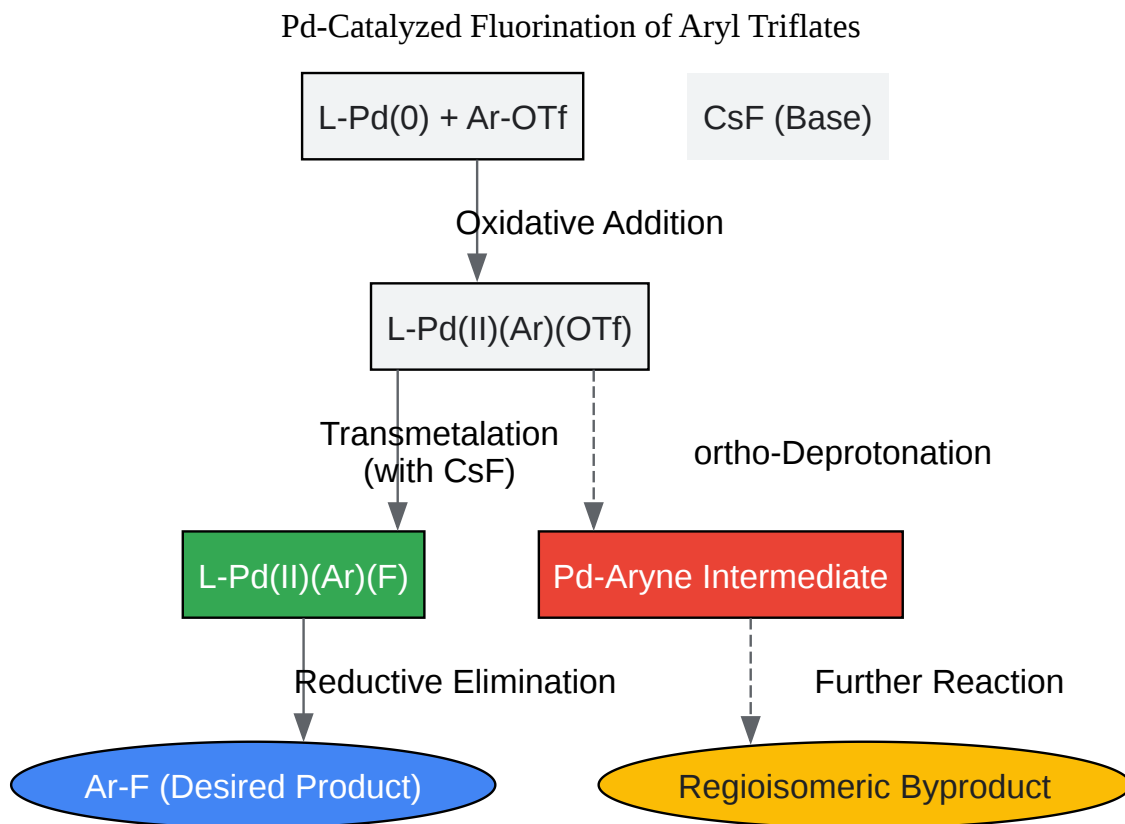 Pd-Catalyzed Fluorination of Aryl Triflates
L-Pd(0) + Ar-OTf
CsF (Base)
Oxidative Addition
L-Pd(II)(Ar)(OTf)
Transmetalation
(with CsF)
ortho-Deprotonation
L-Pd(II)(Ar)(F)
Pd-Aryne Intermediate
Reductive Elimination
Further Reaction
Ar-F (Desired Product)
Regioisomeric Byproduct